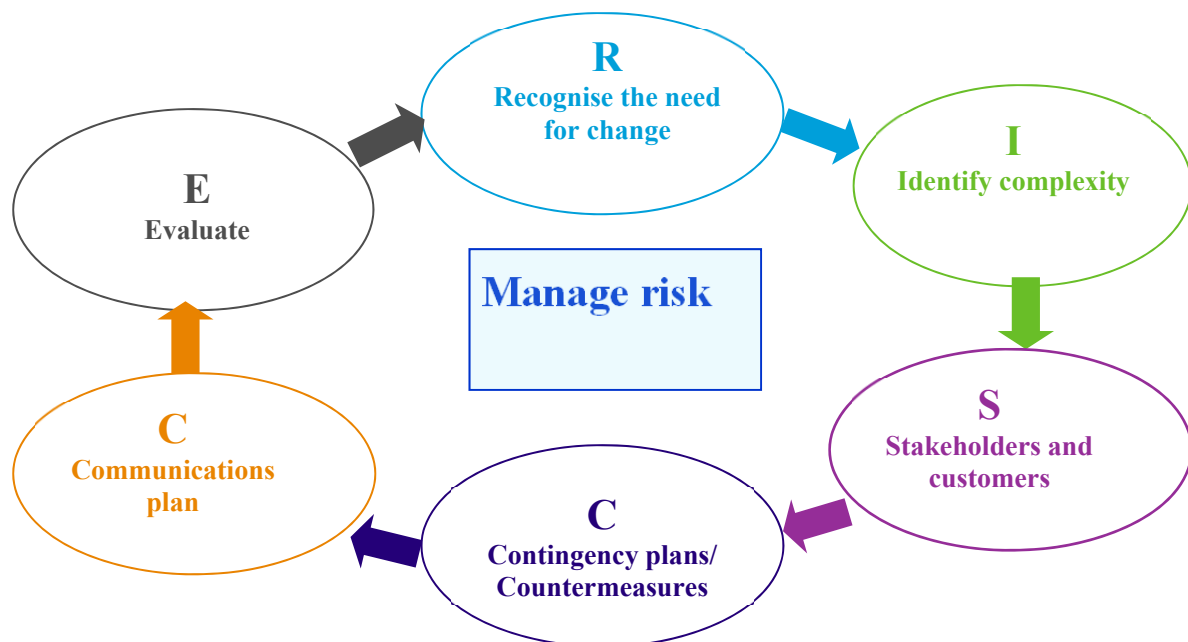 R
Recognise the need
for change
I
Identify complexity
S
Stakeholders and
customers
C
Contingency plans/
Countermeasures
C
Communications
plan
E
Evaluate
Manage risk